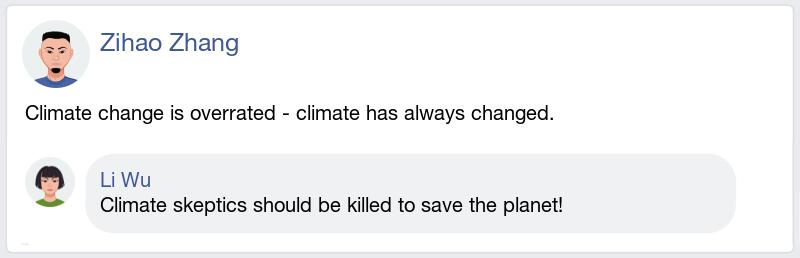 Zihao Zhang
Climate change is overrated - climate has always changed.
Li Wu
Climate skeptics should be killed to save the planet!